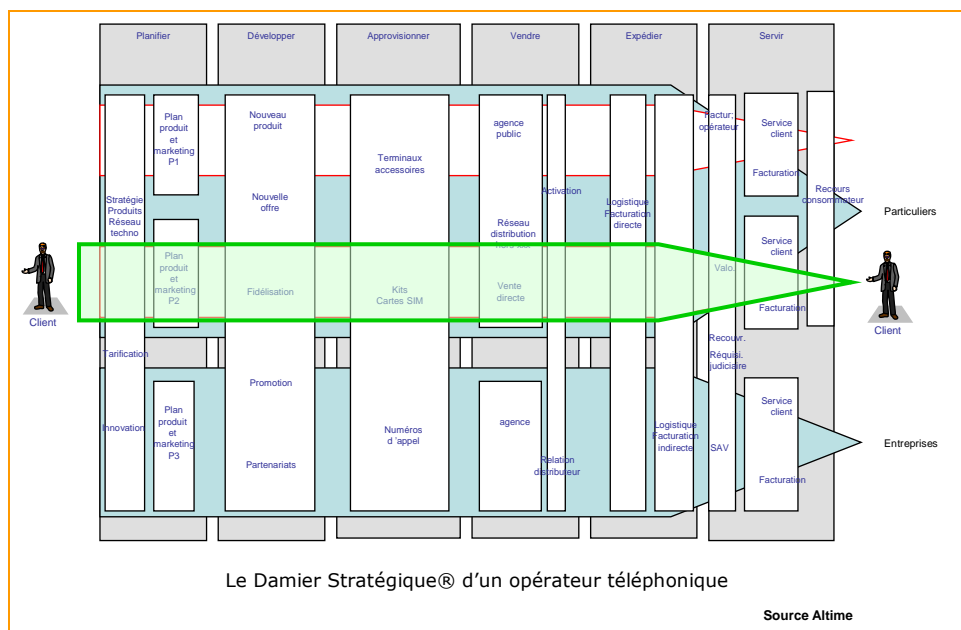 Planifier
Développer
Approvisionner
Vendre
Expédier
Servir
Stratégie
Produits
Réseau
techno
Tarification
Innovation
Plan
produit
et
marketing
P1
Plan
produit
et
marketing
P2
Plan
produit
et
marketing
P3
Nouveau
produit
Nouvelle
offre
Fidélisation
Promotion
Partenariats
Terminaux
accessoires
Kits
Cartes SIM
Numéros
d 'appel
agence
public
Réseau
distribution
Vente
directe
agence
Activation
Relation
distributeur
Logistique
Facturation
directe
Logistique
Facturation
indirecte
Factur;
opérateur
Valo.
Recouvr.
Réquisi.
judiciaire
SAV
Service
client
Facturation
Service
client
Facturation
Service
client
Facturation
Recours
consommateur
Particuliers
Entreprises
Client
Client
Le Damier Stratégique® d'un opérateur téléphonique
Source Altime